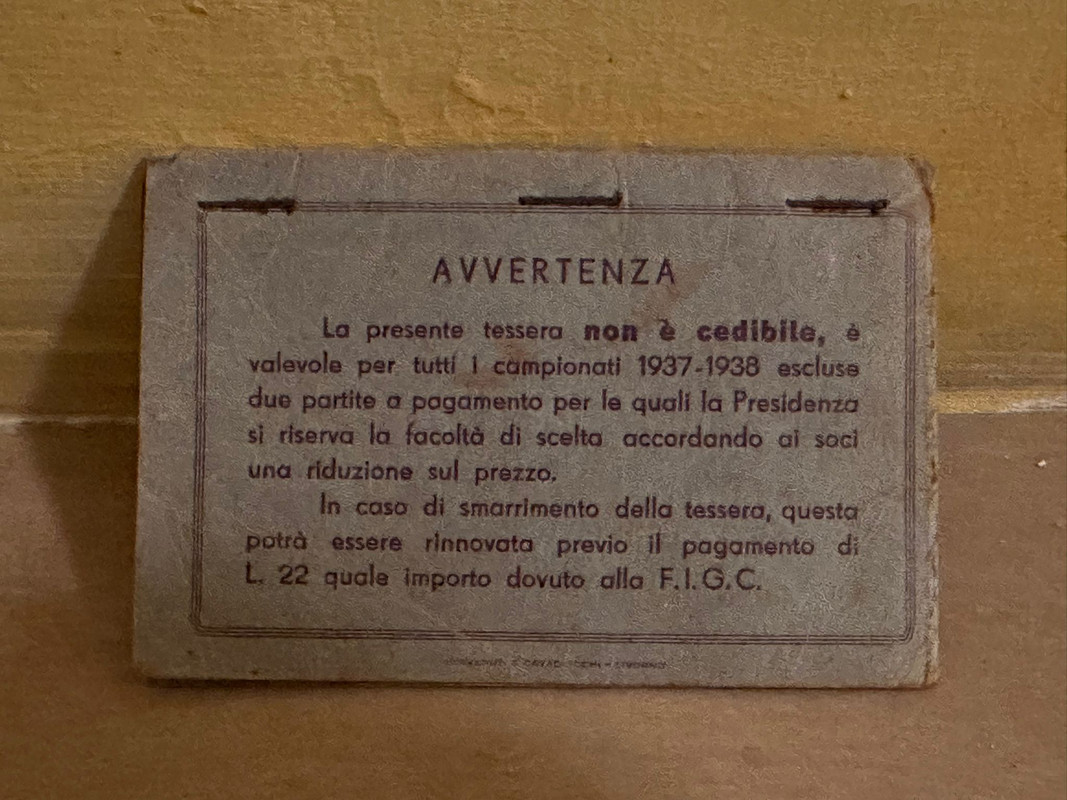 AVVERTENZA
La presente tessera non è cedibile, è
valevole per tutti i campionati 1937-1938 escluse
due partite a pagamento per le quali la Presidenza
si riserva la facoltà di scelta accordando ai soci
una riduzione sul prezzo.
In caso di smarrimento della tessera, questa
potrà essere rinnovata previo il pagamento di
L. 22 quale importo dovuto alla F.I.G.C.
LIVORNO